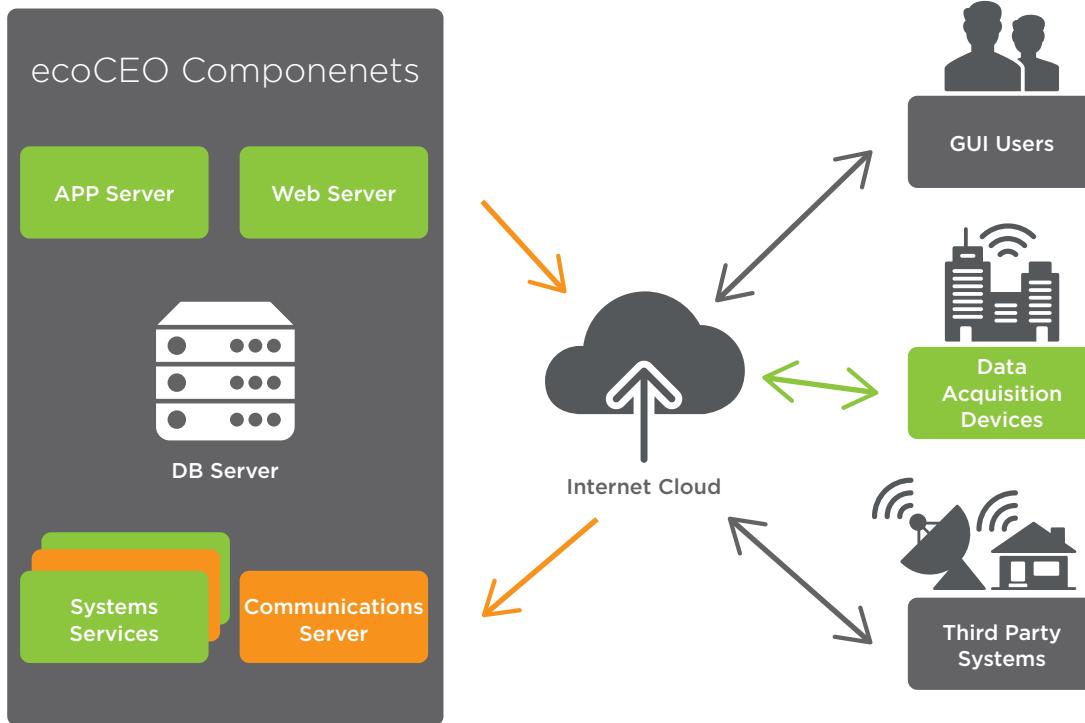 ecoCEO Componenets
APP Server
Web Server
DB Server
Systems
Services
Communications
Server
Internet Cloud
GUI Users
Data
Acquisition
Devices
Third Party
Systems